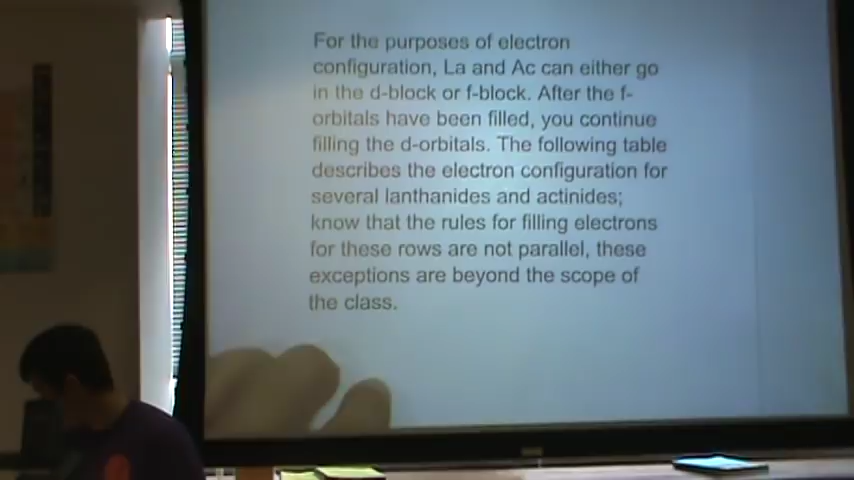 For the purposes of electron
configuration, La and Ac can either go
in the d-block or f-block. After the f-
orbitals have been filled, you continue
filling the d-orbitals. The following table
describes the electron configuration for
several lanthanides and actinides;
know that the rules for filling electrons
for these rows are not parallel, these
exceptions are beyond the scope of
the class.